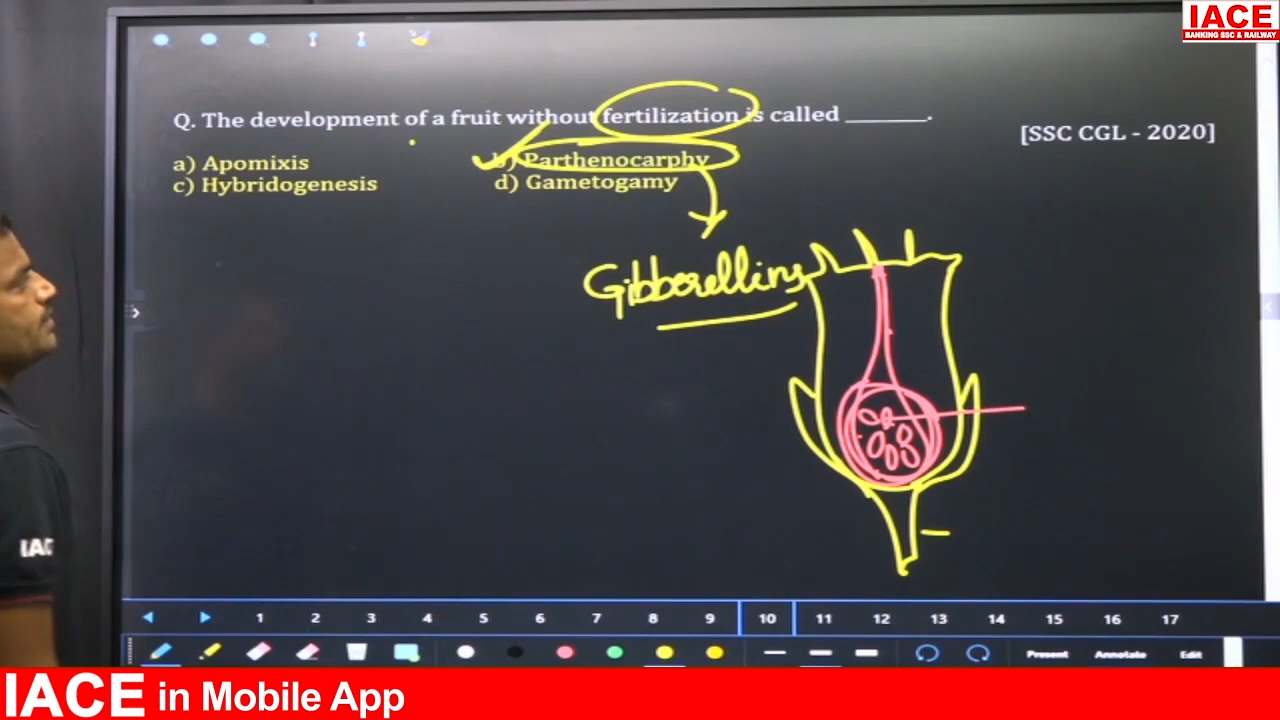 IACE
BANKING SSC & RAILWAY
Q. The development of a fruit without fertilization is called ________.
[SSC CGL - 2020]
a) Apomixis
b) Parthenocarphy
c) Hybridogenesis
d) Gametogamy
Gibberellins
IAC
1 2 3 4 5 6 7 8 9 10 11 12 13 14 15 16 17
Present Annotate Edit
IACE in Mobile App